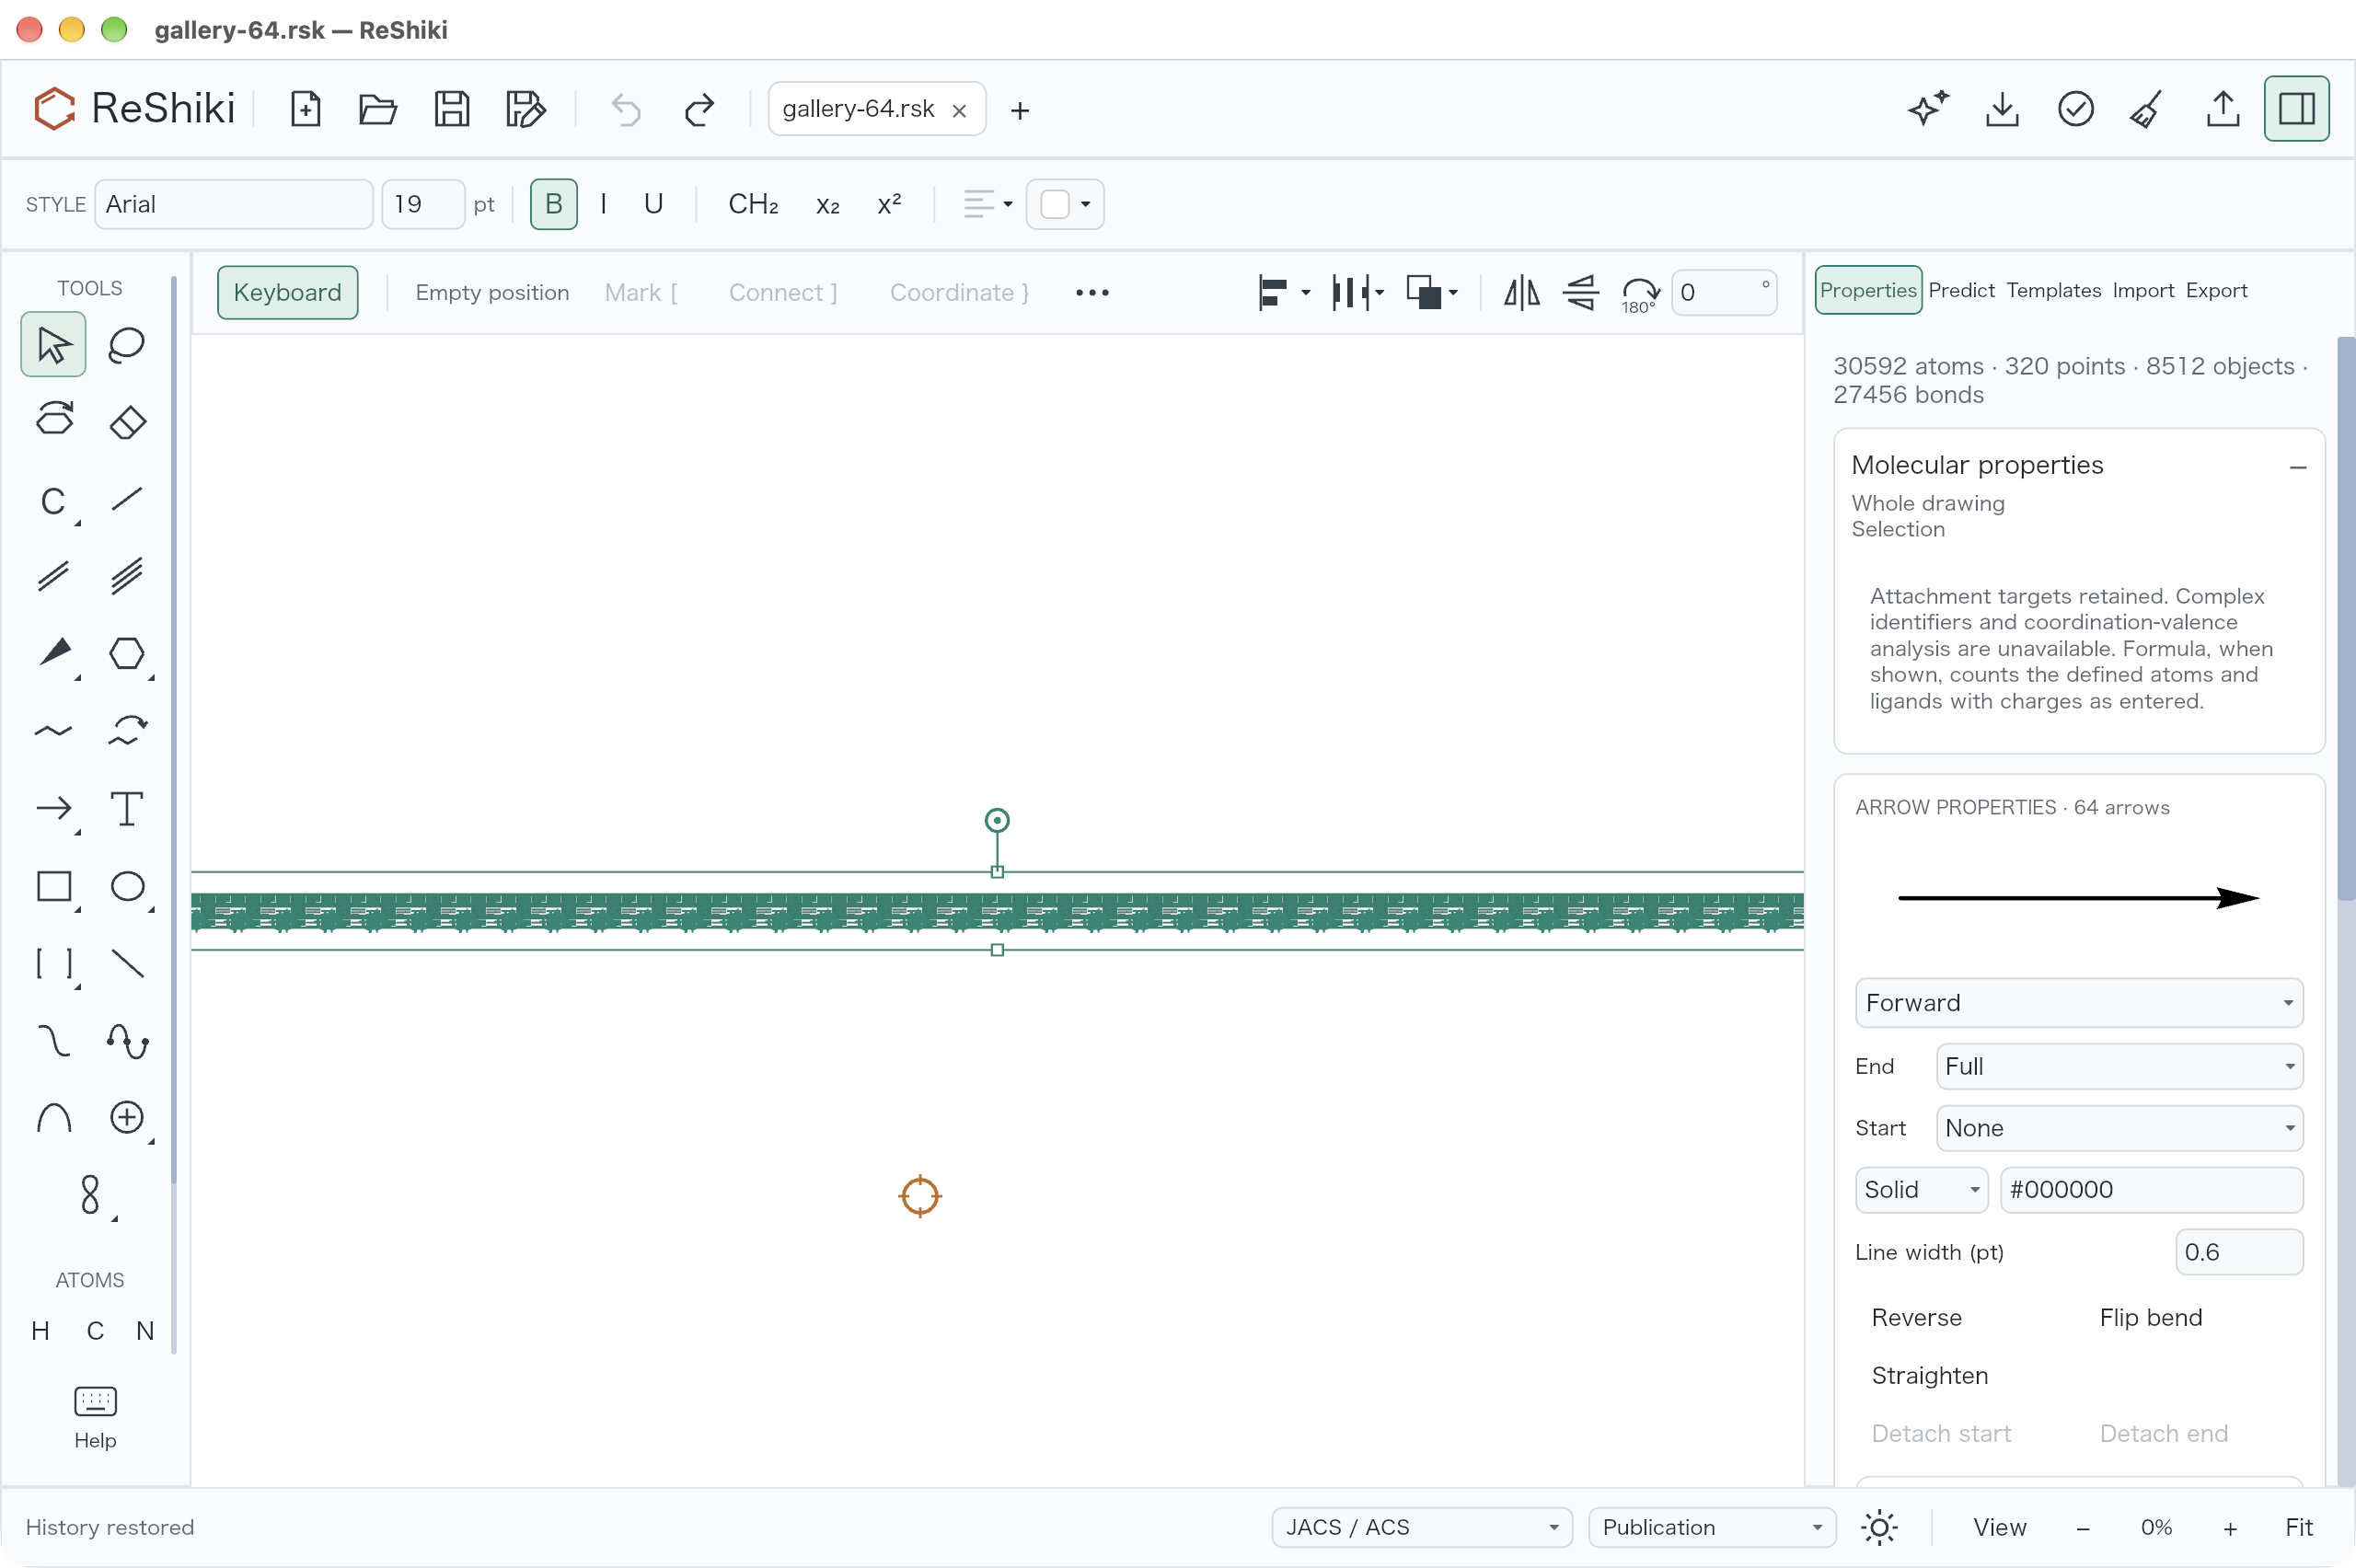 gallery-64.rsk — ReShiki
ReShiki
gallery-64.rsk ×
+
STYLE Arial 19 pt B I U CH₂ x₂ x²
TOOLS
Keyboard Empty position Mark [ Connect ] Coordinate } •••
180° 0 °
Properties Predict Templates Import Export
30592 atoms · 320 points · 8512 objects ·
27456 bonds
Molecular properties –
Whole drawing
Selection
Attachment targets retained. Complex
identifiers and coordination-valence
analysis are unavailable. Formula, when
shown, counts the defined atoms and
ligands with charges as entered.
ARROW PROPERTIES · 64 arrows
Forward
End Full
Start None
Solid #000000
Line width (pt) 0.6
Reverse Flip bend
Straighten
Detach start Detach end
C
T
[ ]
ATOMS
H C N
Help
History restored
JACS / ACS Publication View – 0% + Fit